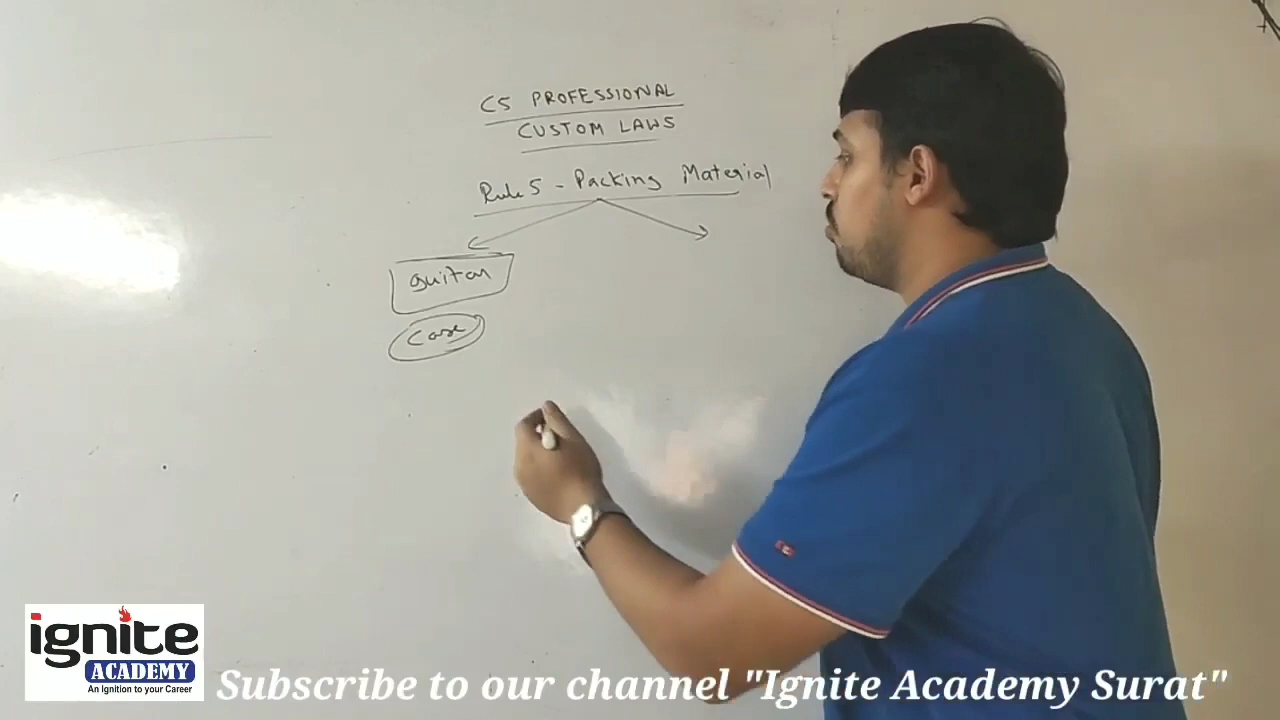 CS PROFESSIONAL
CUSTOM LAWS
Rule 5 - Packing Material
guitar
case
ignite
ACADEMY
An Ignition to your Career
Subscribe to our channel "Ignite Academy Surat"